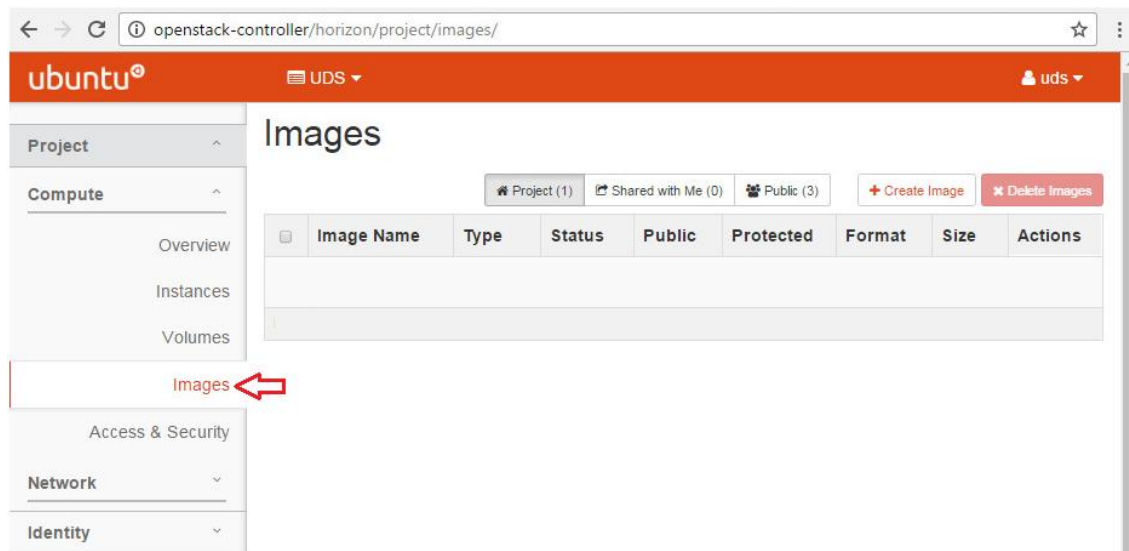 openstack-controller/horizon/project/images/
ubuntu
UDS
uds
Project
Images
Compute
Project (1)
Shared with Me (0)
Public (3)
+ Create Image
Delete Images
Image Name Type Status Public Protected Format Size Actions
Overview
Instances
Volumes
Images
Access & Security
Network
Identity